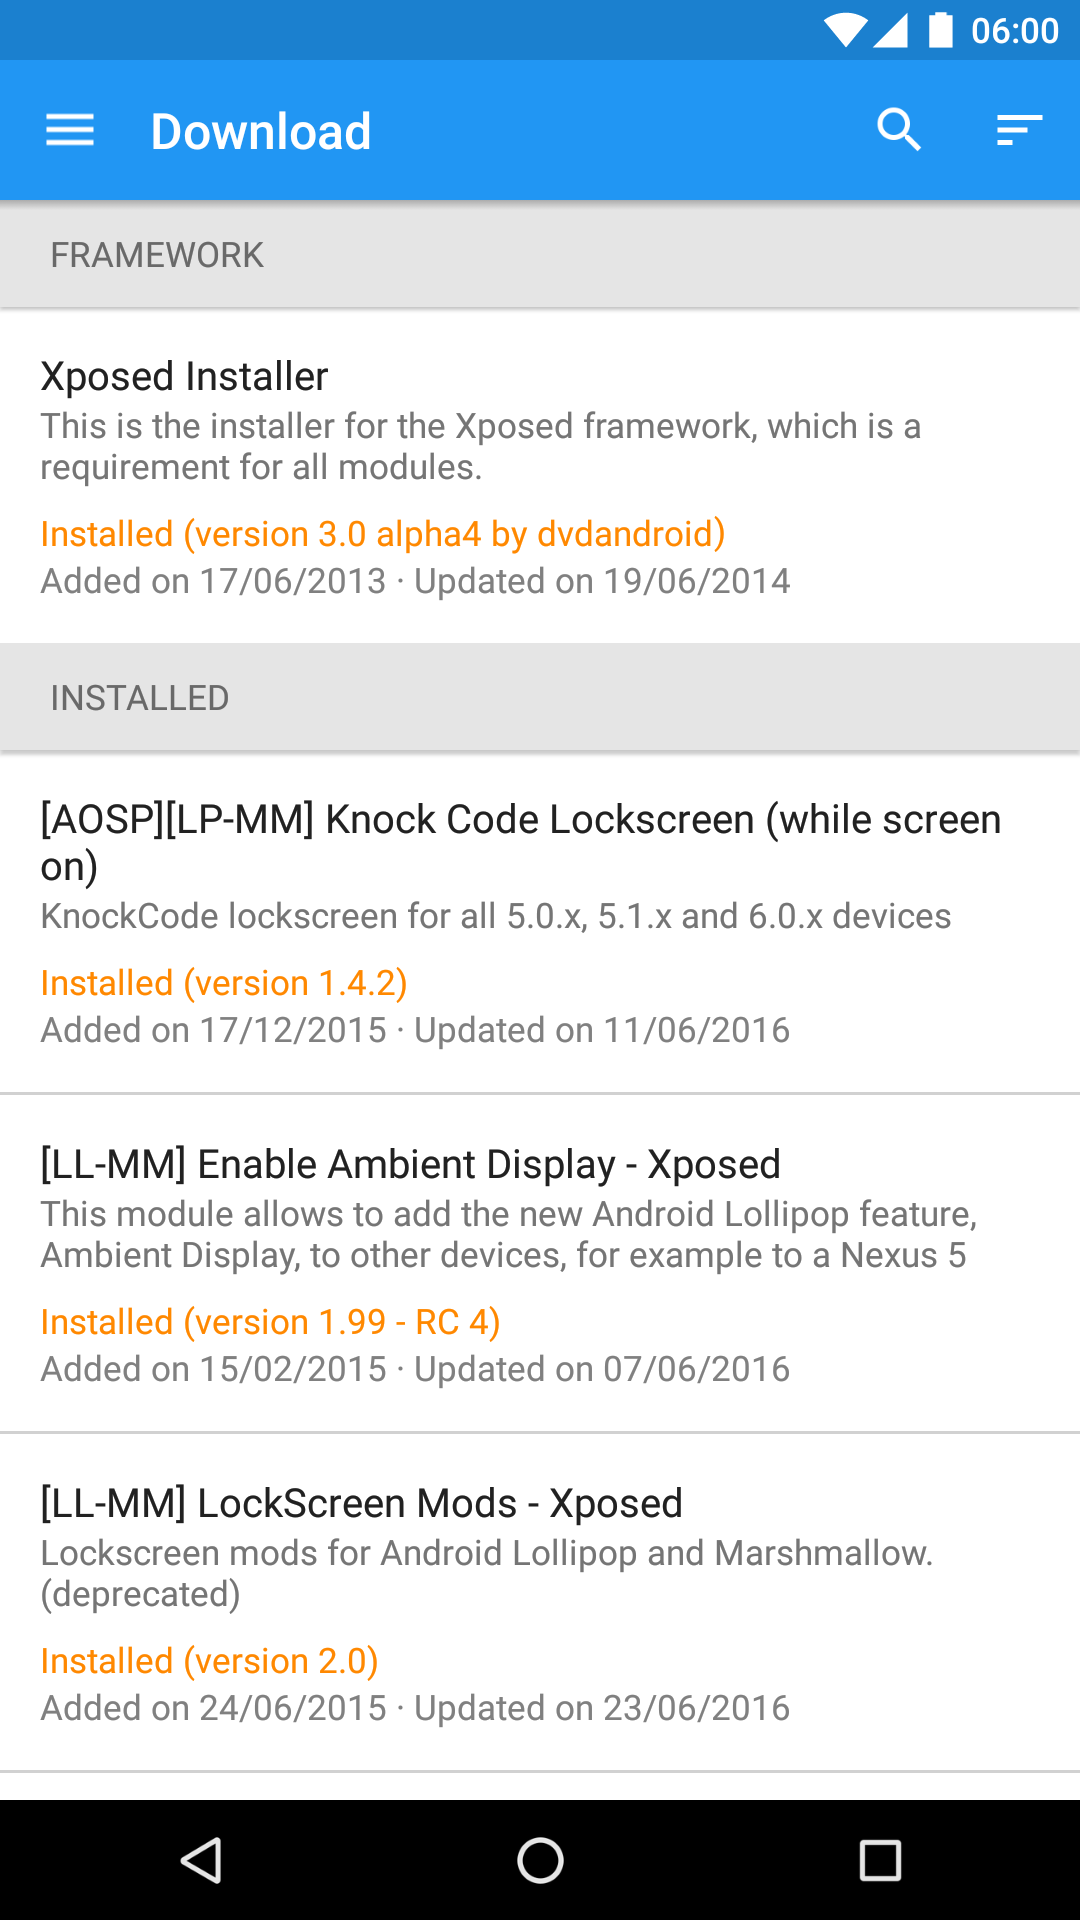 06:00
Download
FRAMEWORK
Xposed Installer
This is the installer for the Xposed framework, which is a
requirement for all modules.
Installed (version 3.0 alpha4 by dvdandroid)
Added on 17/06/2013 · Updated on 19/06/2014
INSTALLED
[AOSP][LP-MM] Knock Code Lockscreen (while screen
on)
KnockCode lockscreen for all 5.0.x, 5.1.x and 6.0.x devices
Installed (version 1.4.2)
Added on 17/12/2015 · Updated on 11/06/2016
[LL-MM] Enable Ambient Display - Xposed
This module allows to add the new Android Lollipop feature,
Ambient Display, to other devices, for example to a Nexus 5
Installed (version 1.99 - RC 4)
Added on 15/02/2015 · Updated on 07/06/2016
[LL-MM] LockScreen Mods - Xposed
Lockscreen mods for Android Lollipop and Marshmallow.
(deprecated)
Installed (version 2.0)
Added on 24/06/2015 · Updated on 23/06/2016